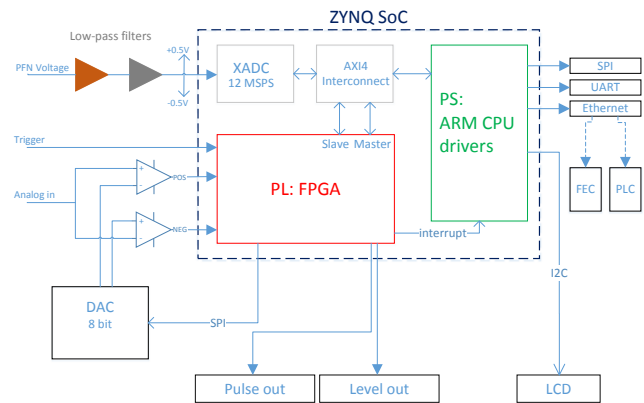 ZYNQ SoC
Low-pass filters
PFN Voltage
+0.5V
-0.5V
XADC
12 MSPS
AXI4
Interconnect
PS:
ARM CPU
drivers
SPI
UART
Ethernet
FEC
PLC
Trigger
Slave Master
PL: FPGA
Analog in
+
-
POS
+
-
NEG
interrupt
I2C
DAC
8 bit
SPI
Pulse out
Level out
LCD